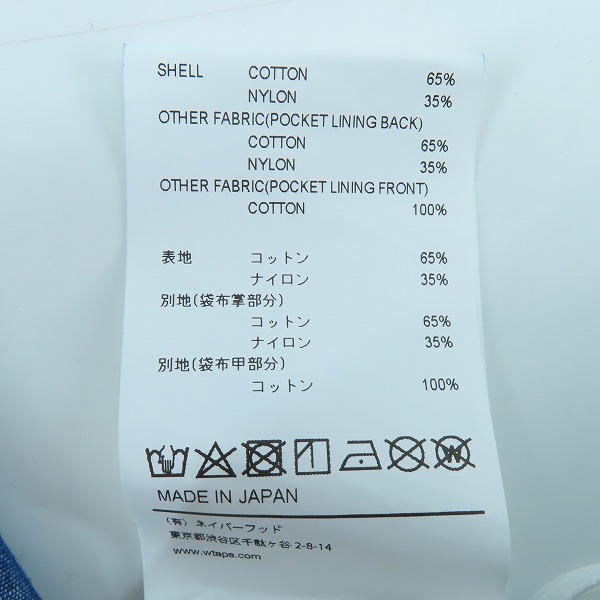 SHELL COTTON 65%
NYLON 35%
OTHER FABRIC(POCKET LINING BACK)
COTTON 65%
NYLON 35%
OTHER FABRIC(POCKET LINING FRONT)
COTTON 100%
表地 コットン 65%
ナイロン 35%
別地(袋布掌部分)
コットン 65%
ナイロン 35%
別地(袋布甲部分)
コットン 100%
W
MADE IN JAPAN
(有) ネイバーフッド
東京都渋谷区千駄ヶ谷 2-8-14
www.wtaps.com